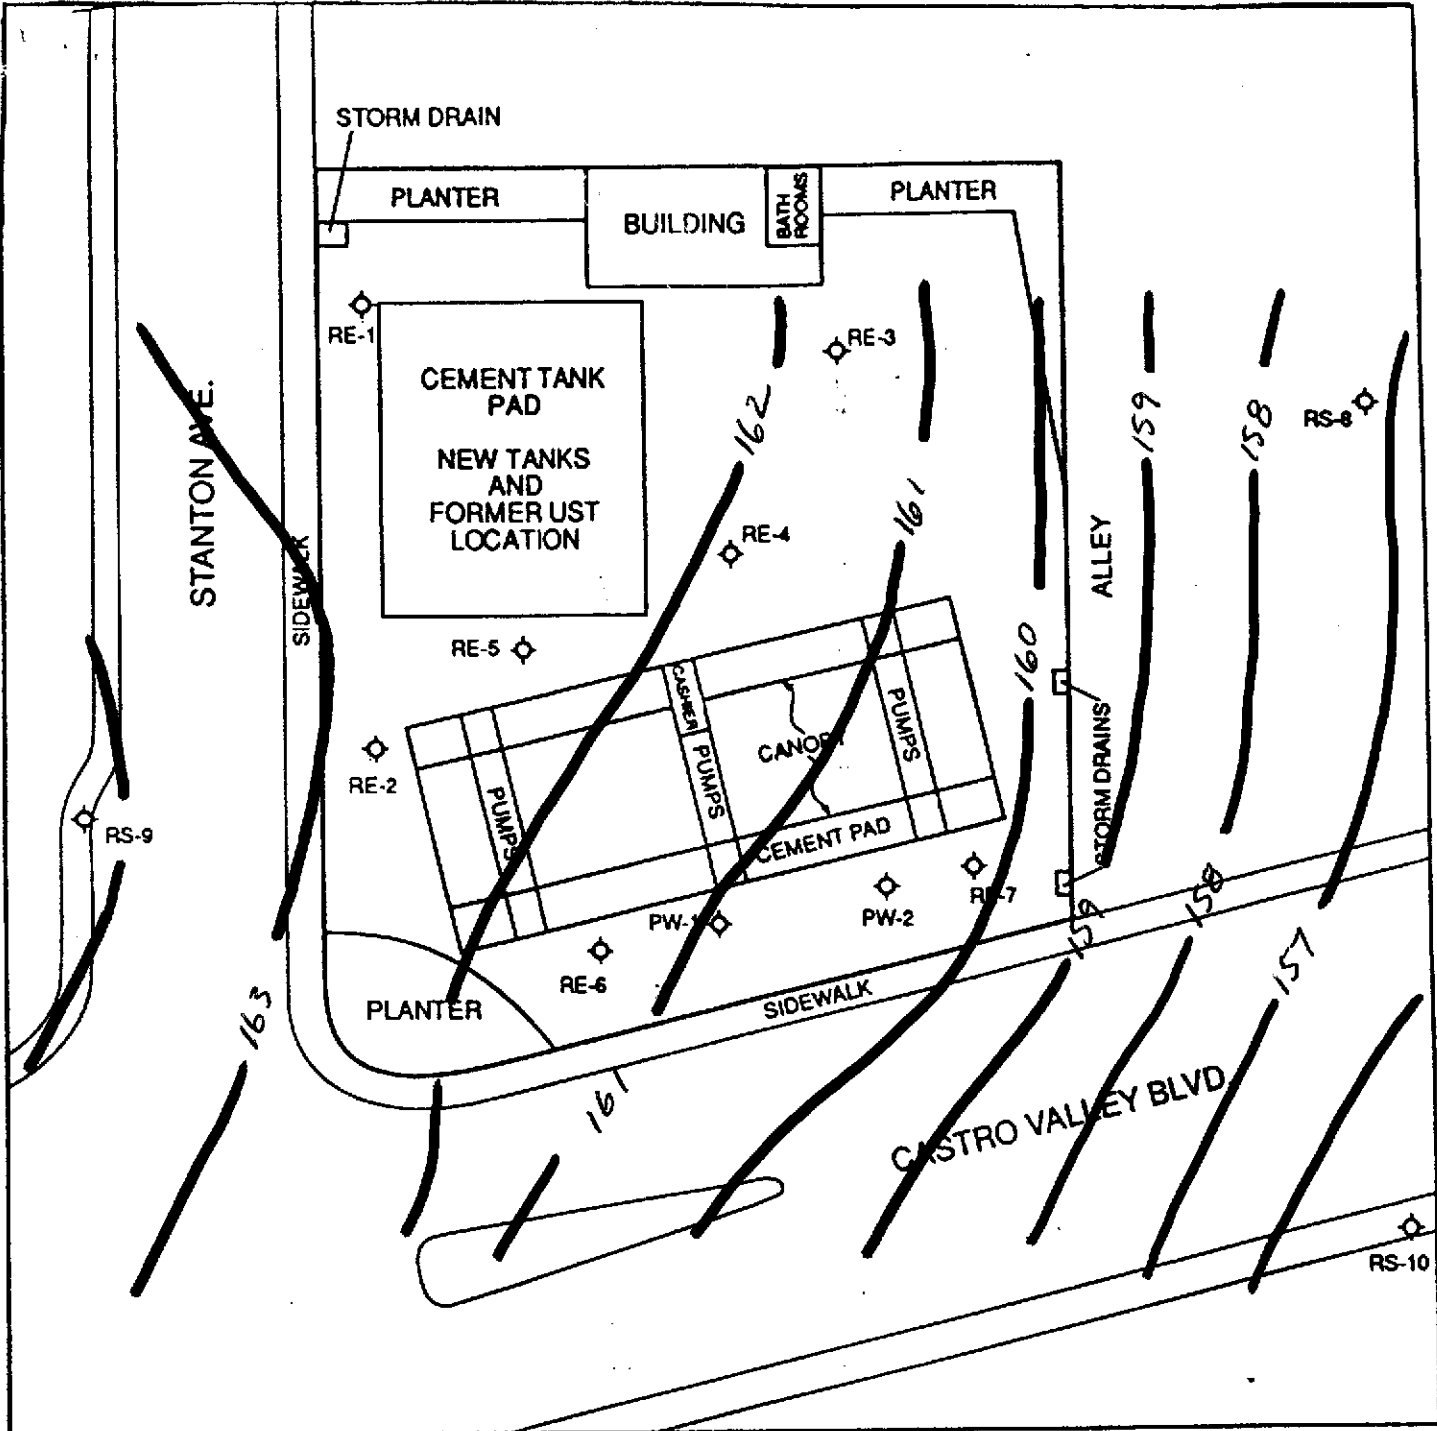 STORM DRAIN
PLANTER
BUILDING
BATH
ROOMS
PLANTER
RE-1
RE-3
CEMENT TANK
PAD
NEW TANKS
AND
FORMER UST
LOCATION
162
159
158
RS-8
STANTON AVE.
SIDEWALK
161
RE-4
ALLEY
RE-5
160
CASHIER
PUMPS
CANOPY
PUMPS
PUMPS
STORM DRAINS
RE-2
RS-9
CEMENT PAD
PW-1
PW-2
RE-7
159
158
157
RE-6
PLANTER
SIDEWALK
163
161
CASTRO VALLEY BLVD.
RS-10